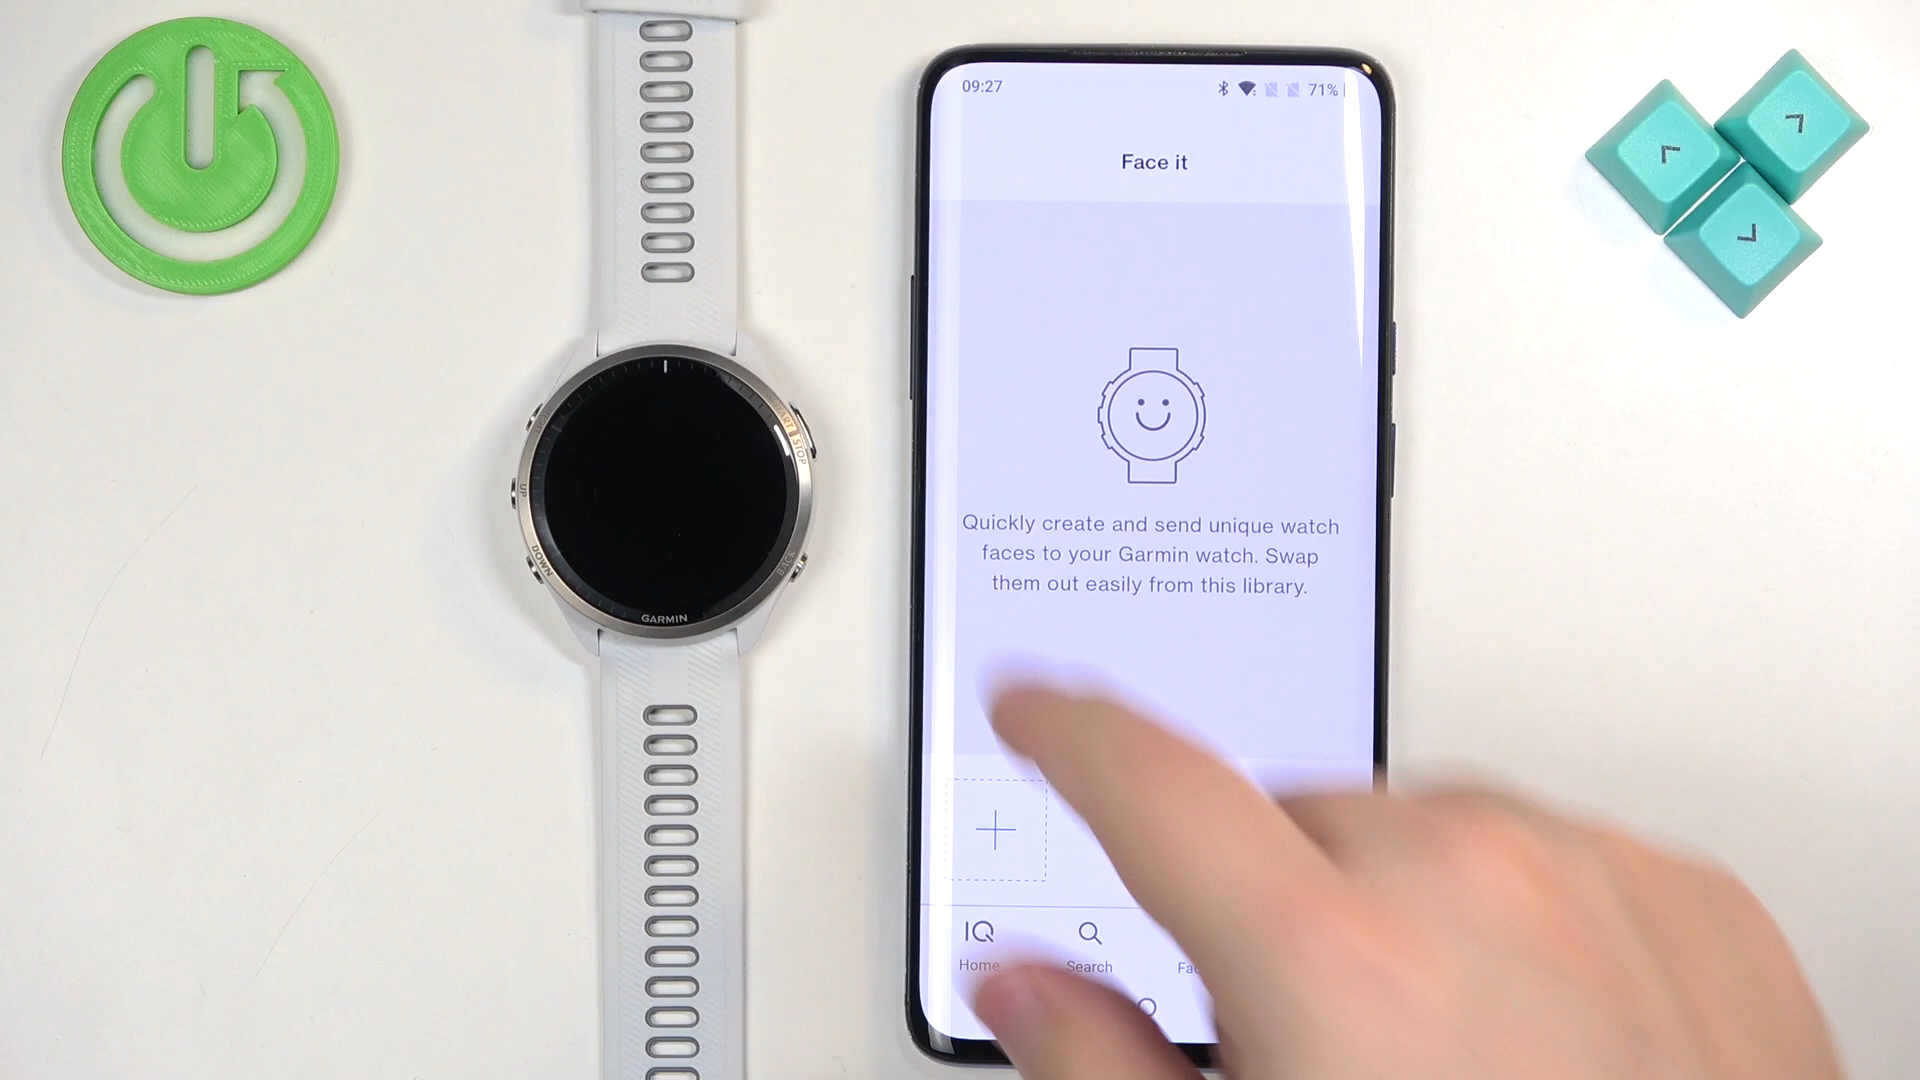 09:27
71%
Face it
START
STOP
UP
DOWN
BACK
GARMIN
Quickly create and send unique watch
faces to your Garmin watch. Swap
them out easily from this library.
IQ
Home
Search